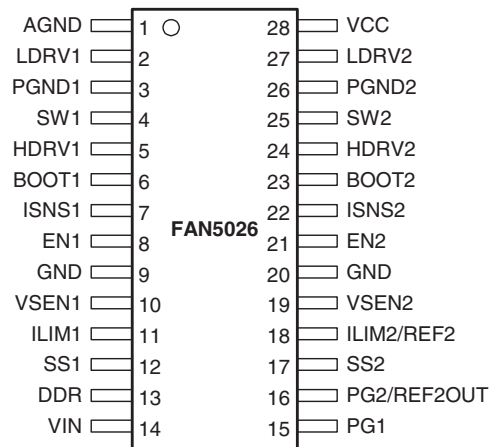 AGND 1 28 VCC
LDRV1 2 27 LDRV2
PGND1 3 26 PGND2
SW1 4 25 SW2
HDRV1 5 24 HDRV2
BOOT1 6 23 BOOT2
ISNS1 7 22 ISNS2
FAN5026
EN1 8 21 EN2
GND 9 20 GND
VSEN1 10 19 VSEN2
ILIM1 11 18 ILIM2/REF2
SS1 12 17 SS2
DDR 13 16 PG2/REF2OUT
VIN 14 15 PG1